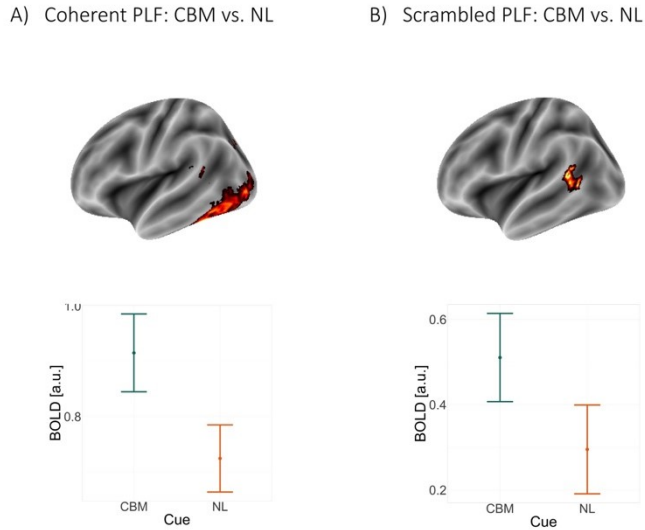 A) Coherent PLF: CBM vs. NL
B) Scrambled PLF: CBM vs. NL
1.0
0.8
BOLD [a.u.]
CBM
NL
Cue
0.6
0.4
0.2
BOLD [a.u.]
CBM
NL
Cue